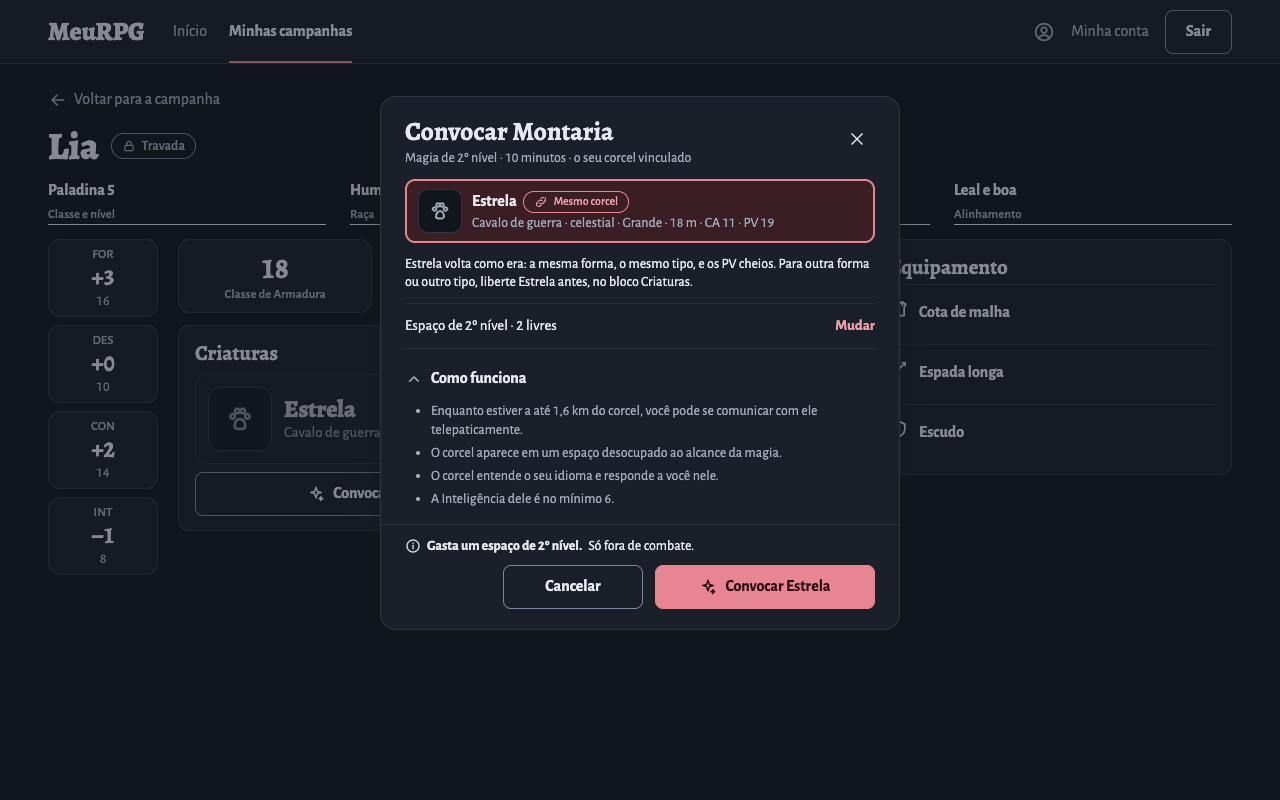 MeuRPG
Início
Minhas campanhas
Minha conta
Sair
Voltar para a campanha
Lia
Travada
Paladina 5
Classe e nível
Hum
Raça
Leal e boa
Alinhamento
FOR
+3
16
DES
+0
10
CON
+2
14
INT
−1
8
18
Classe de Armadura
Criaturas
Estrela
Cavalo de guerra
Convoca
Convocar Montaria
Magia de 2º nível · 10 minutos · o seu corcel vinculado
Estrela
Mesmo corcel
Cavalo de guerra · celestial · Grande · 18 m · CA 11 · PV 19
Estrela volta como era: a mesma forma, o mesmo tipo, e os PV cheios. Para outra forma
ou outro tipo, liberte Estrela antes, no bloco Criaturas.
Espaço de 2º nível · 2 livres
Mudar
Como funciona
• Enquanto estiver a até 1,6 km do corcel, você pode se comunicar com ele
telepaticamente.
• O corcel aparece em um espaço desocupado ao alcance da magia.
• O corcel entende o seu idioma e responde a você nele.
• A Inteligência dele é no mínimo 6.
Gasta um espaço de 2º nível. Só fora de combate.
Cancelar
Convocar Estrela
quipamento
Cota de malha
Espada longa
Escudo